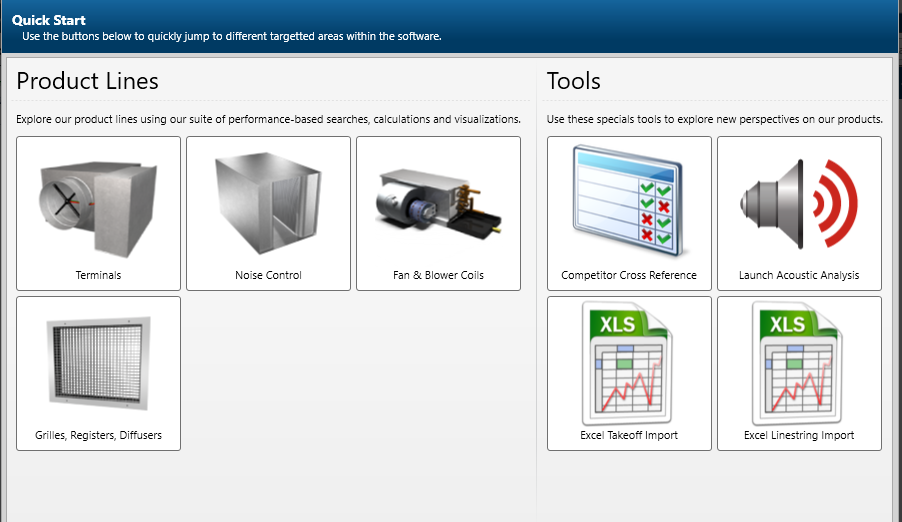 Quick Start
Use the buttons below to quickly jump to different targetted areas within the software.
Product Lines
Explore our product lines using our suite of performance-based searches, calculations and visualizations.
Terminals
Noise Control
Fan & Blower Coils
Grilles, Registers, Diffusers
Tools
Use these specials tools to explore new perspectives on our products.
Competitor Cross Reference
Launch Acoustic Analysis
XLS
Excel Takeoff Import
XLS
Excel Linestring Import